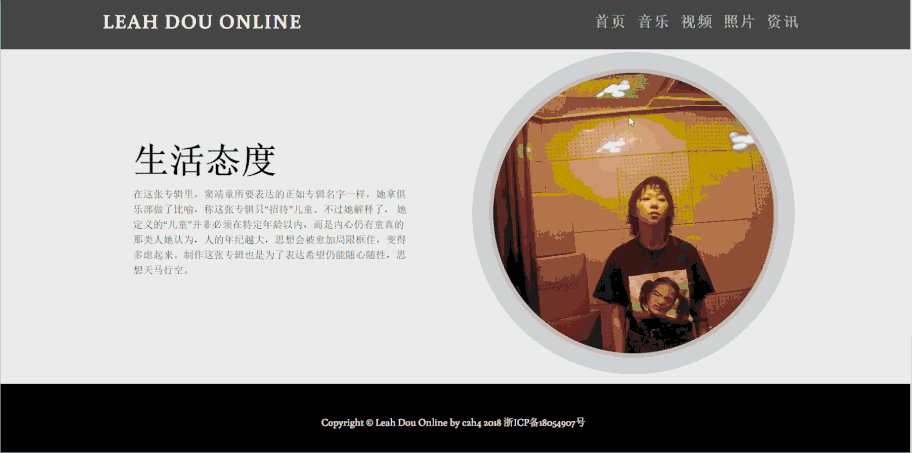 LEAH DOU ONLINE
首页 音乐 视频 照片 资讯
生活态度
在这张专辑里，窦靖童所要表达的正如专辑名字一样，她拿俱
乐部做了比喻，称这张专辑只“招待”儿童。不过她解释了，她
定义的“儿童”并非必须在特定年龄以内，而是内心仍有童真的
那类人她认为，人的年纪越大，思想会被愈加局限框住，变得
多虑起来。制作这张专辑也是为了表达希望仍能随心随性，思
想天马行空。
Copyright © Leah Dou Online by c2h4 2018 浙ICP备18054907号